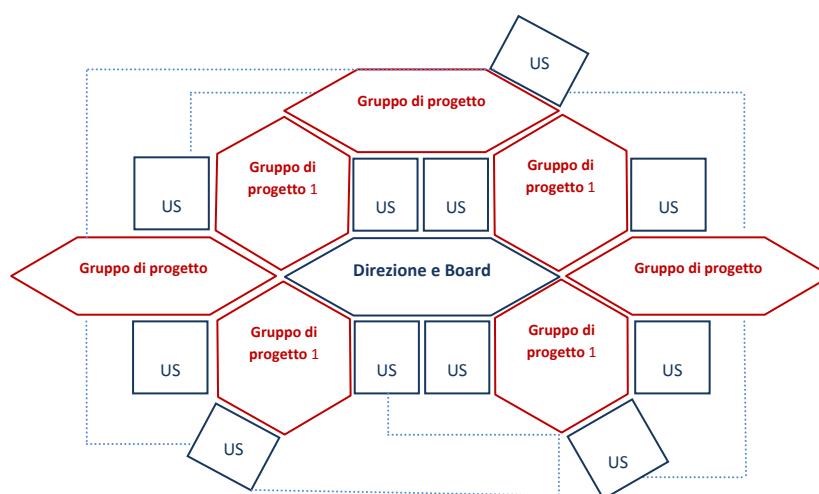 US
Gruppo di progetto
Gruppo di
progetto 1
Gruppo di
progetto 1
US
US
US
US
Gruppo di progetto
Direzione e Board
Gruppo di progetto
Gruppo di
progetto 1
Gruppo di
progetto 1
US
US
US
US
US
US